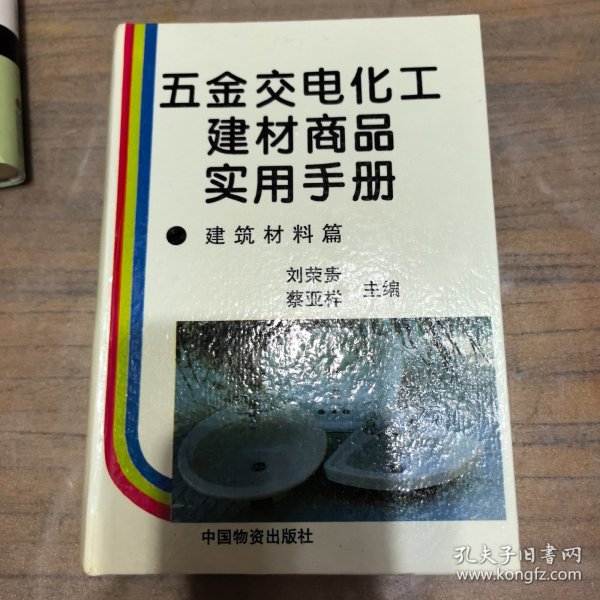 五金交电化工
建材商品
实用手册
建筑材料篇
刘荣贵
蔡亚桦
主编
中国物资出版社
孔夫子旧书网
www.kongfz.com